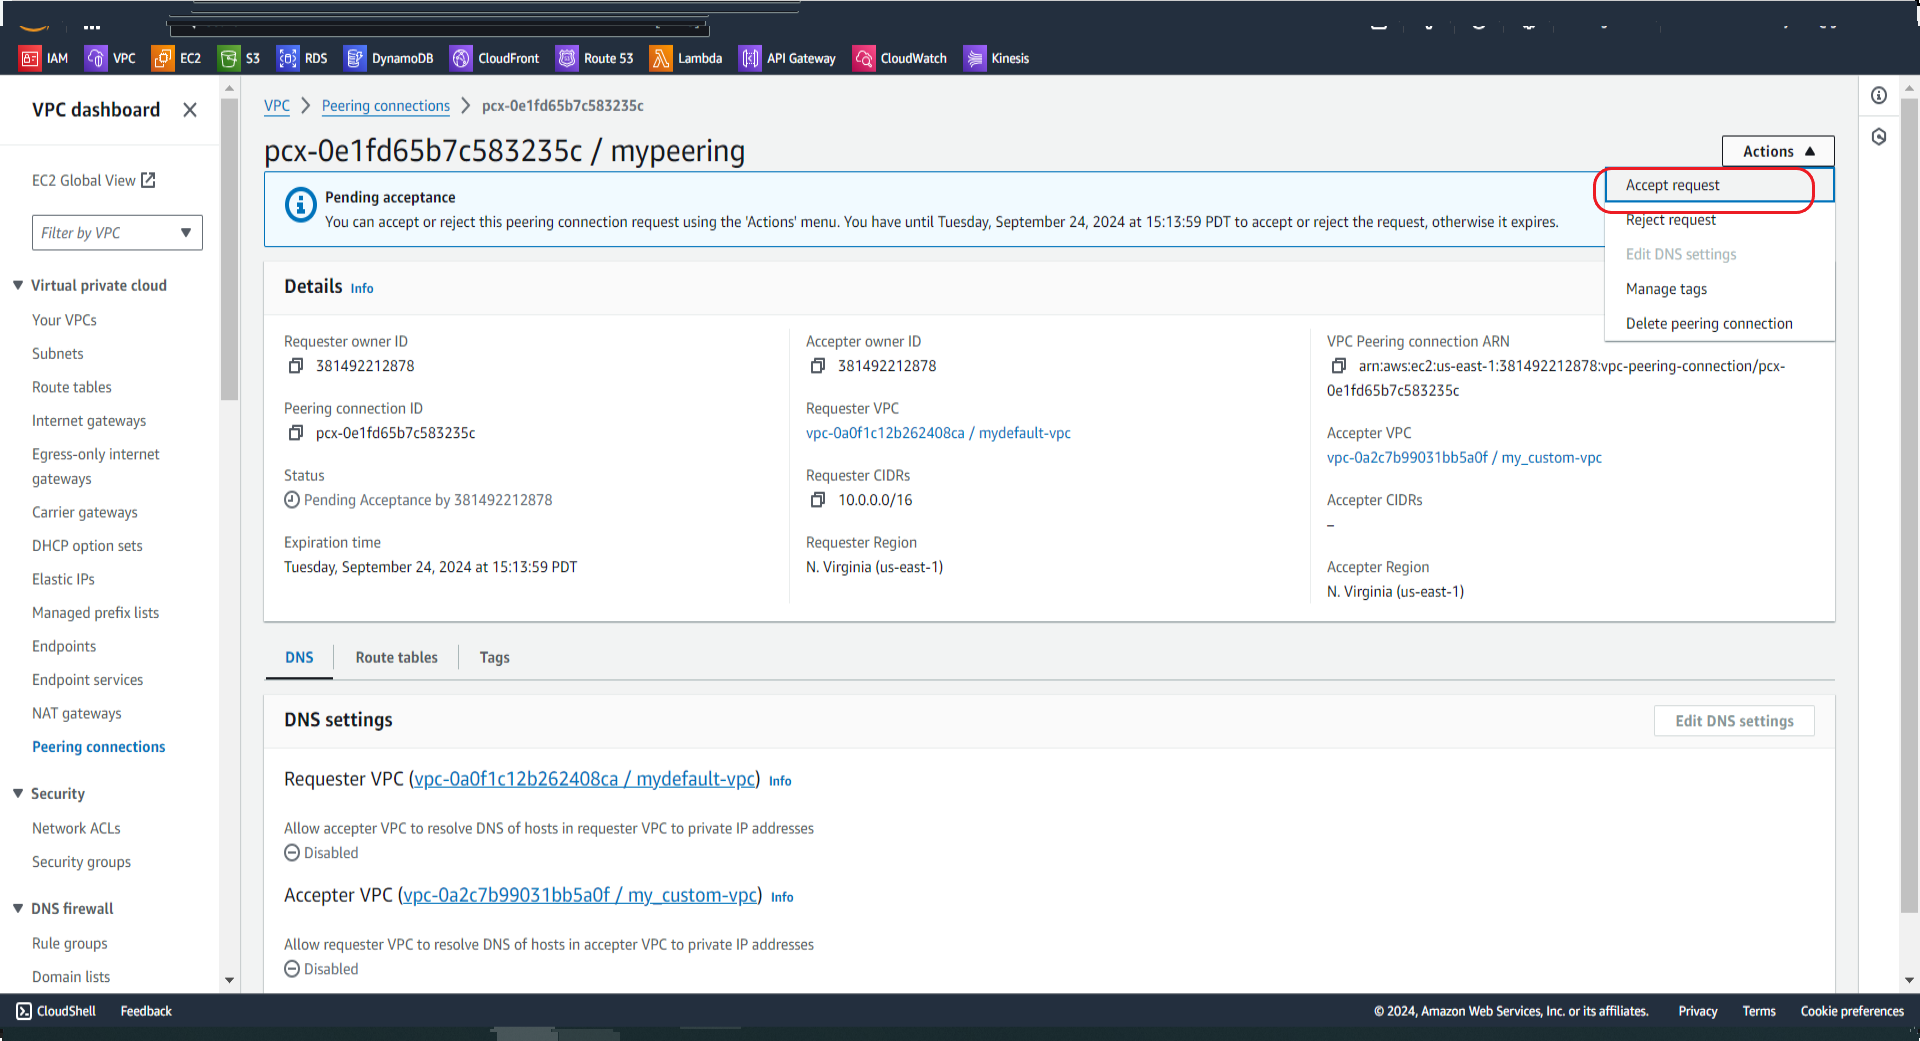 IAM VPC EC2 S3 RDS DynamoDB CloudFront Route 53 Lambda API Gateway CloudWatch Kinesis
VPC dashboard
EC2 Global View
Filter by VPC
Virtual private cloud
Your VPCs
Subnets
Route tables
Internet gateways
Egress-only internet
gateways
Carrier gateways
DHCP option sets
Elastic IPs
Managed prefix lists
Endpoints
Endpoint services
NAT gateways
Peering connections
Security
Network ACLs
Security groups
DNS firewall
Rule groups
Domain lists
VPC Peering connections pcx-0e1fd65b7c583235c
pcx-0e1fd65b7c583235c / mypeering
Actions
Accept request
Reject request
Edit DNS settings
Manage tags
Delete peering connection
Pending acceptance
You can accept or reject this peering connection request using the 'Actions' menu. You have until Tuesday, September 24, 2024 at 15:13:59 PDT to accept or reject the request, otherwise it expires.
Details Info
Requester owner ID
381492212878
Peering connection ID
pcx-0e1fd65b7c583235c
Status
Pending Acceptance by 381492212878
Expiration time
Tuesday, September 24, 2024 at 15:13:59 PDT
Accepter owner ID
381492212878
Requester VPC
vpc-0a0f1c12b262408ca / mydefault-vpc
Requester CIDRs
10.0.0.0/16
Requester Region
N. Virginia (us-east-1)
VPC Peering connection ARN
arn:aws:ec2:us-east-1:381492212878:vpc-peering-connection/pcx-
0e1fd65b7c583235c
Accepter VPC
vpc-0a2c7b99031bb5a0f / my_custom-vpc
Accepter CIDRs
–
Accepter Region
N. Virginia (us-east-1)
DNS Route tables Tags
DNS settings
Edit DNS settings
Requester VPC (vpc-0a0f1c12b262408ca / mydefault-vpc) Info
Allow accepter VPC to resolve DNS of hosts in requester VPC to private IP addresses
Disabled
Accepter VPC (vpc-0a2c7b99031bb5a0f / my_custom-vpc) Info
Allow requester VPC to resolve DNS of hosts in accepter VPC to private IP addresses
Disabled
CloudShell Feedback
© 2024, Amazon Web Services, Inc. or its affiliates. Privacy Terms Cookie preferences